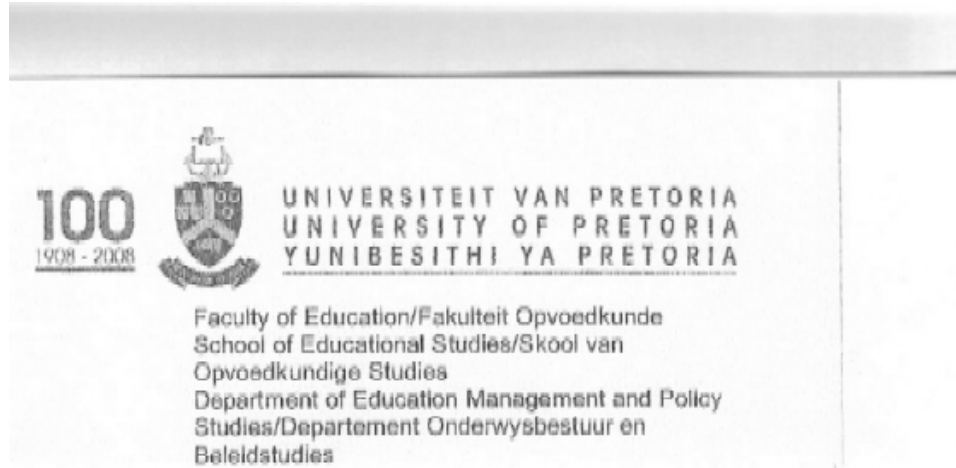 100
1908 - 2008
UNIVERSITEIT VAN PRETORIA
UNIVERSITY OF PRETORIA
YUNIBESITHI YA PRETORIA
Faculty of Education/Fakulteit Opvoedkunde
School of Educational Studies/Skool van
Opvoedkundige Studies
Department of Education Management and Policy
Studies/Departement Onderwysbestuur en
Beleidstudies